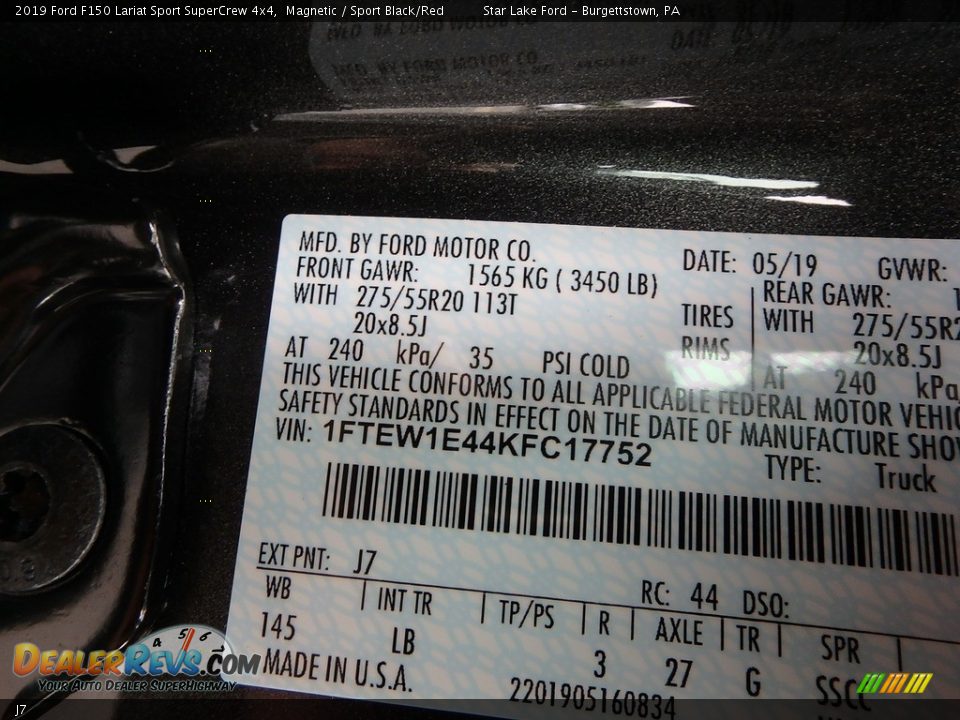 2019 Ford F150 Lariat Sport SuperCrew 4x4, Magnetic / Sport Black/Red Star Lake Ford - Burgettstown, PA
MFD. BY FORD MOTOR CO. DATE: 05/19 GVWR:
FRONT GAWR: 1565 KG ( 3450 LB) REAR GAWR:
WITH 275/55R20 113T TIRES WITH 275/55R2
20x8.5J RIMS 20x8.5J
AT 240 kPa/ 35 PSI COLD AT 240 kPa
THIS VEHICLE CONFORMS TO ALL APPLICABLE FEDERAL MOTOR VEHIC
SAFETY STANDARDS IN EFFECT ON THE DATE OF MANUFACTURE SHOW
VIN: 1FTEW1E44KFC17752
TYPE: Truck
EXT PNT: J7 RC: 44 DSO:
WB INT TR TP/PS R AXLE TR SPR
145 LB 3 27 G SSCC
MADE IN U.S.A. 2201905160834
DEALERREVS.COM
YOUR AUTO DEALER SUPERHIGHWAY
J7